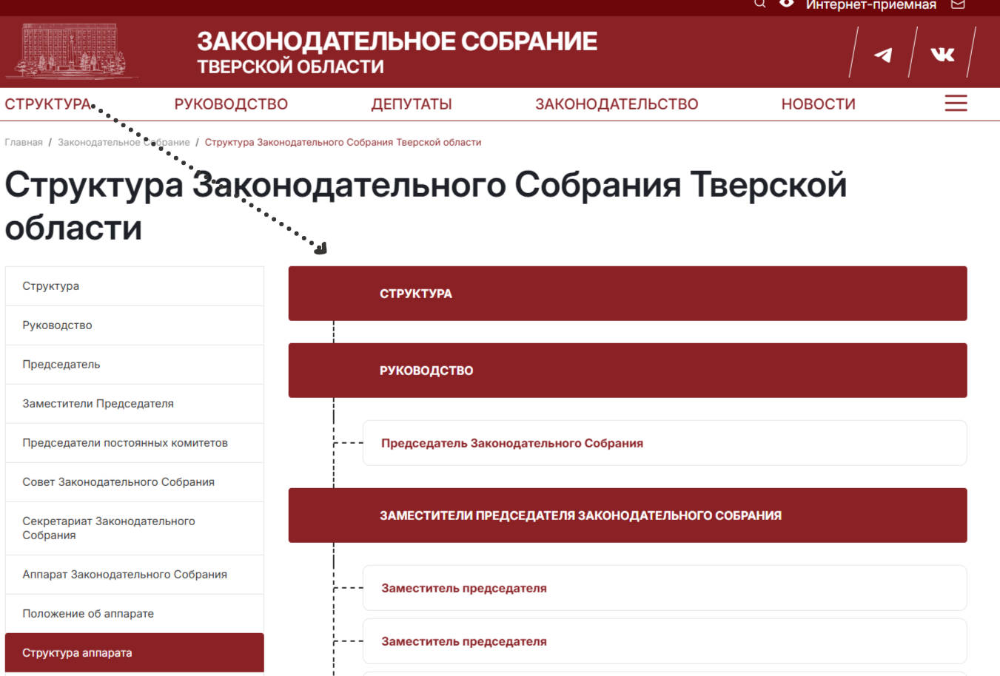 Интернет-приемная
ЗАКОНОДАТЕЛЬНОЕ СОБРАНИЕ
ТВЕРСКОЙ ОБЛАСТИ
СТРУКТУРА РУКОВОДСТВО ДЕПУТАТЫ ЗАКОНОДАТЕЛЬСТВО НОВОСТИ
Главная / Законодательное Собрание / Структура Законодательного Собрания Тверской области
Структура Законодательного Собрания Тверской
области
Структура
Руководство
Председатель
Заместители Председателя
Председатели постоянных комитетов
Совет Законодательного Собрания
Секретариат Законодательного
Собрания
Аппарат Законодательного Собрания
Положение об аппарате
Структура аппарата
СТРУКТУРА
РУКОВОДСТВО
Председатель Законодательного Собрания
ЗАМЕСТИТЕЛИ ПРЕДСЕДАТЕЛЯ ЗАКОНОДАТЕЛЬНОГО СОБРАНИЯ
Заместитель председателя
Заместитель председателя